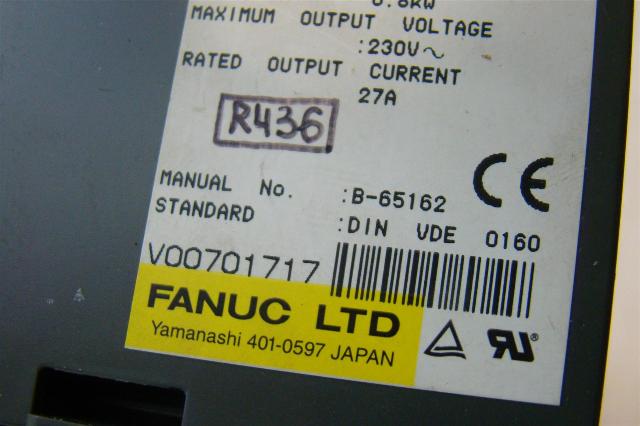 MAXIMUM OUTPUT VOLTAGE
:230V~
RATED OUTPUT CURRENT
27A
R436
CE
MANUAL No. :B-65162
STANDARD :DIN VDE 0160
V00701717
FANUC LTD
Yamanashi 401-0597 JAPAN